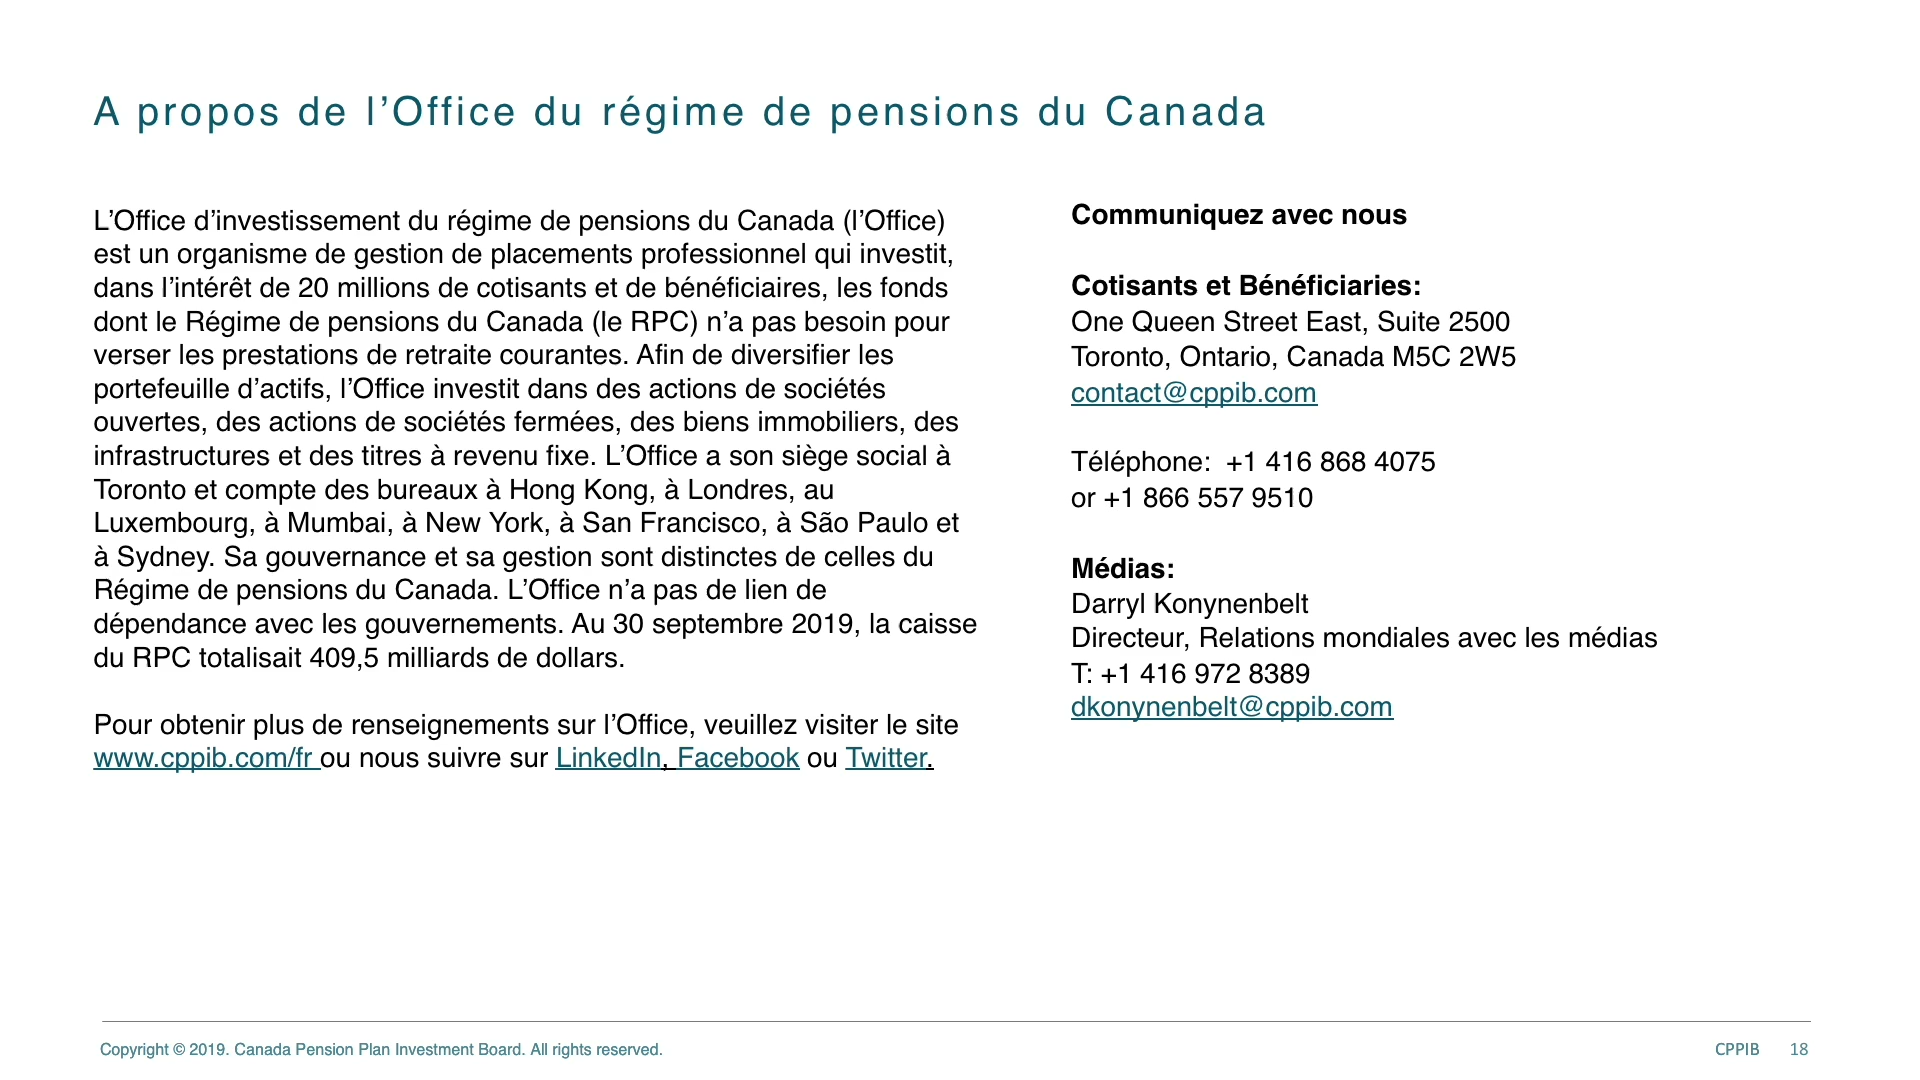 A propos de l’Office du régime de pensions du Canada
L’Office d’investissement du régime de pensions du Canada (l’Office)
est un organisme de gestion de placements professionnel qui investit,
dans l’intérêt de 20 millions de cotisants et de bénéficiaires, les fonds
dont le Régime de pensions du Canada (le RPC) n’a pas besoin pour
verser les prestations de retraite courantes. Afin de diversifier les
portefeuille d’actifs, l’Office investit dans des actions de sociétés
ouvertes, des actions de sociétés fermées, des biens immobiliers, des
infrastructures et des titres à revenu fixe. L’Office a son siège social à
Toronto et compte des bureaux à Hong Kong, à Londres, au
Luxembourg, à Mumbai, à New York, à San Francisco, à São Paulo et
à Sydney. Sa gouvernance et sa gestion sont distinctes de celles du
Régime de pensions du Canada. L’Office n’a pas de lien de
dépendance avec les gouvernements. Au 30 septembre 2019, la caisse
du RPC totalisait 409,5 milliards de dollars.
Pour obtenir plus de renseignements sur l’Office, veuillez visiter le site
www.cppib.com/fr ou nous suivre sur LinkedIn, Facebook ou Twitter.
Communiquez avec nous
Cotisants et Bénéficiaries:
One Queen Street East, Suite 2500
Toronto, Ontario, Canada M5C 2W5
contact@cppib.com
Téléphone:  +1 416 868 4075
or +1 866 557 9510
Médias:
Darryl Konynenbelt
Directeur, Relations mondiales avec les médias
T: +1 416 972 8389
dkonynenbelt@cppib.com
Copyright © 2019. Canada Pension Plan Investment Board. All rights reserved.
CPPIB 18